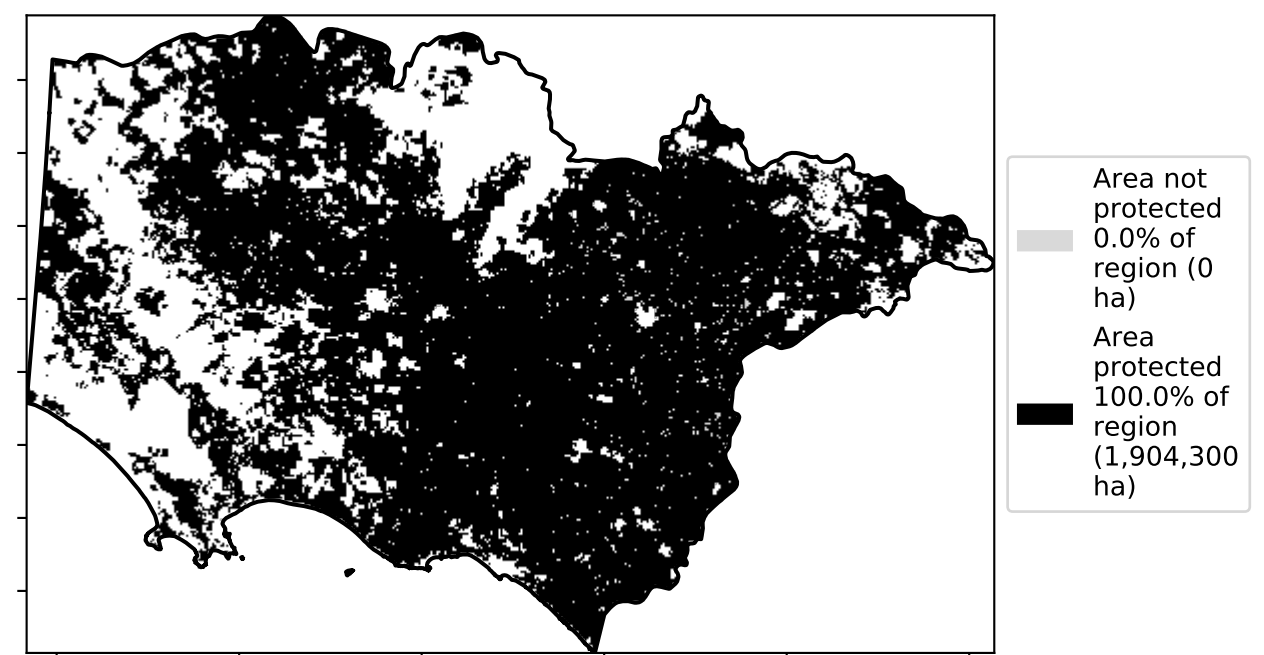 Area not
protected
0.0% of
region (0
ha)
Area
protected
100.0% of
region
(1,904,300
ha)